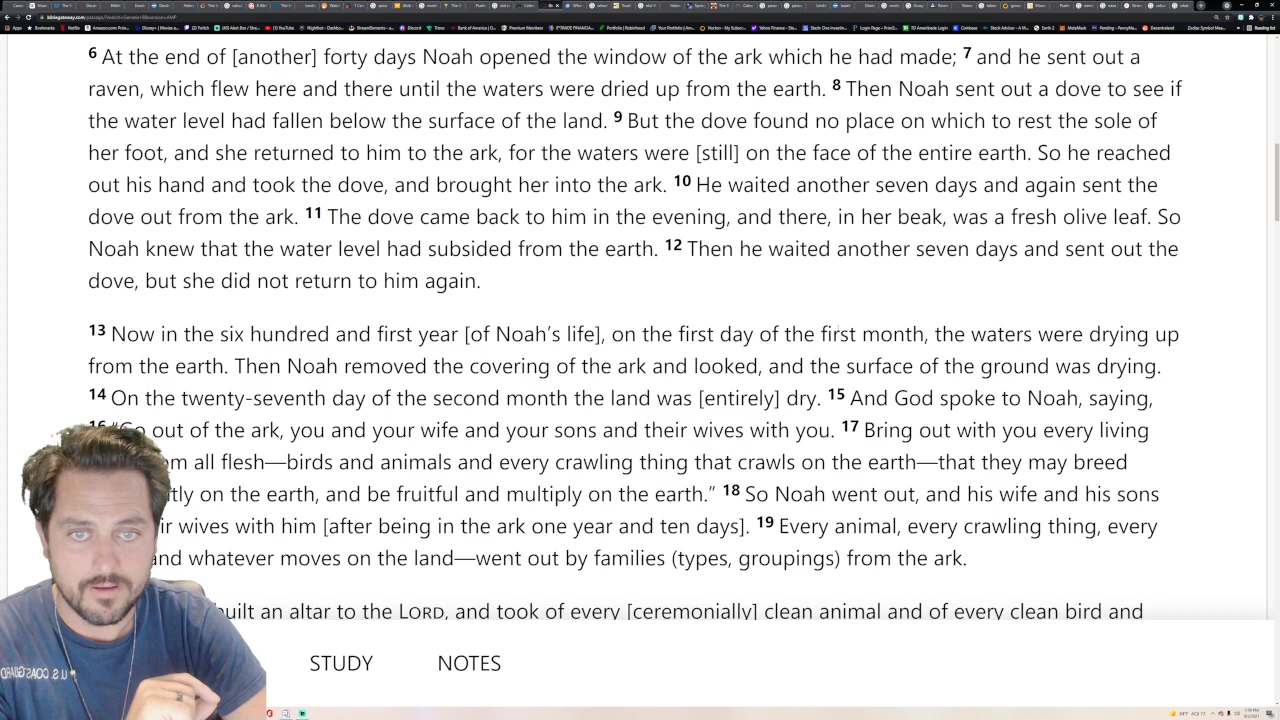 biblegateway.com/passage/?search=Genesis+8&version=AMP
6 At the end of [another] forty days Noah opened the window of the ark which he had made; 7 and he sent out a
raven, which flew here and there until the waters were dried up from the earth. 8 Then Noah sent out a dove to see if
the water level had fallen below the surface of the land. 9 But the dove found no place on which to rest the sole of
her foot, and she returned to him to the ark, for the waters were [still] on the face of the entire earth. So he reached
out his hand and took the dove, and brought her into the ark. 10 He waited another seven days and again sent the
dove out from the ark. 11 The dove came back to him in the evening, and there, in her beak, was a fresh olive leaf. So
Noah knew that the water level had subsided from the earth. 12 Then he waited another seven days and sent out the
dove, but she did not return to him again.
13 Now in the six hundred and first year [of Noah’s life], on the first day of the first month, the waters were drying up
from the earth. Then Noah removed the covering of the ark and looked, and the surface of the ground was drying.
14 On the twenty-seventh day of the second month the land was [entirely] dry. 15 And God spoke to Noah, saying,
16 “Go out of the ark, you and your wife and your sons and their wives with you. 17 Bring out with you every living
om all flesh—birds and animals and every crawling thing that crawls on the earth—that they may breed
tly on the earth, and be fruitful and multiply on the earth.” 18 So Noah went out, and his wife and his sons
ir wives with him [after being in the ark one year and ten days]. 19 Every animal, every crawling thing, every
and whatever moves on the land—went out by families (types, groupings) from the ark.
built an altar to the LORD, and took of every [ceremonially] clean animal and of every clean bird and
U.S. COAST GUARD
STUDY NOTES